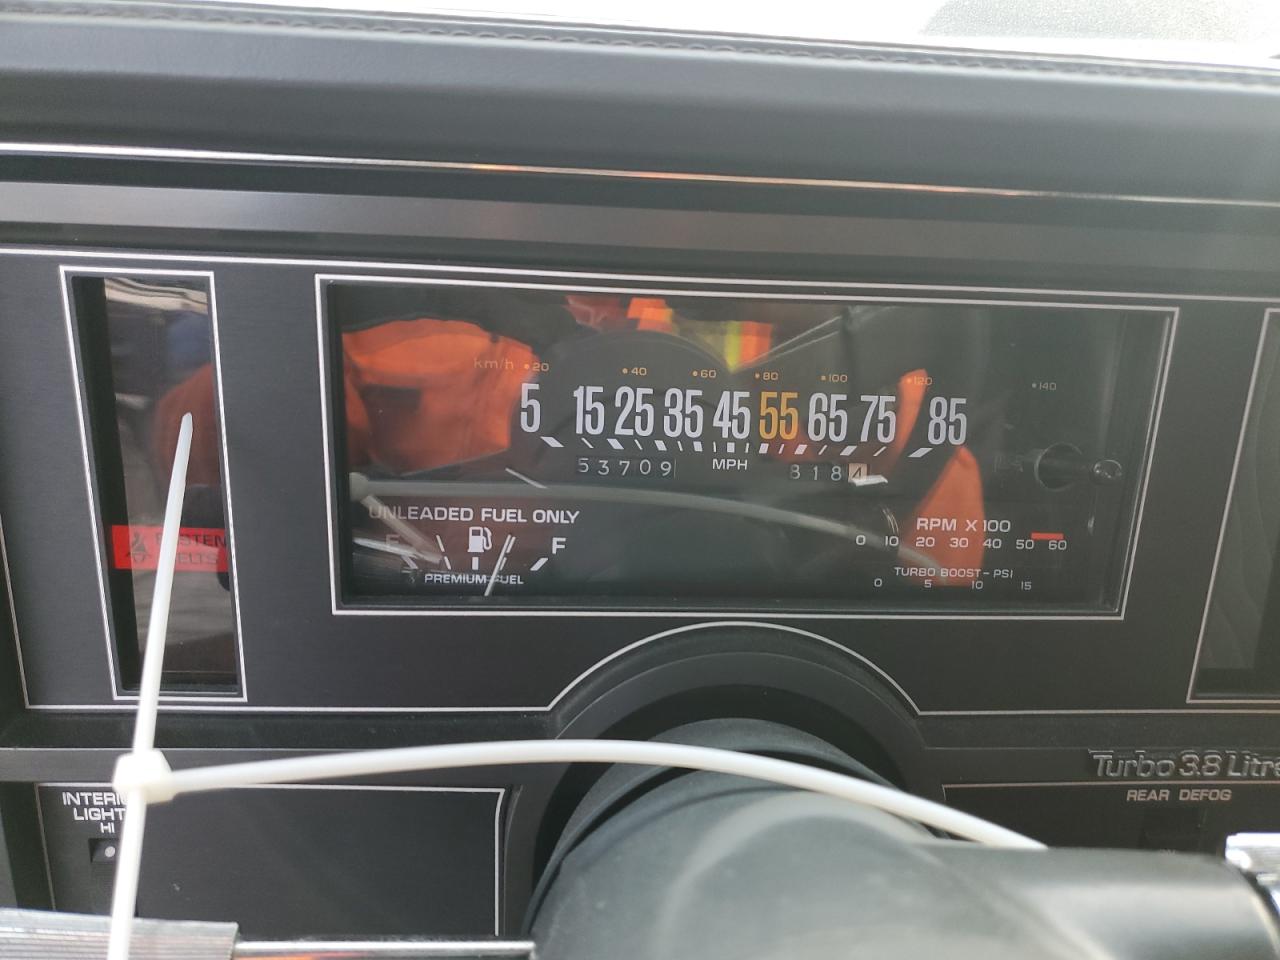 km/h 20 40 60 80 100 120 140
5 15 25 35 45 55 65 75 85
53709 MPH 8184
UNLEADED FUEL ONLY
E F
PREMIUM FUEL
RPM X 100
0 10 20 30 40 50 60
TURBO BOOST-PSI
0 5 10 15
FASTEN
BELTS
Turbo 3.8 Litre
REAR DEFOG
LIGHT
HI